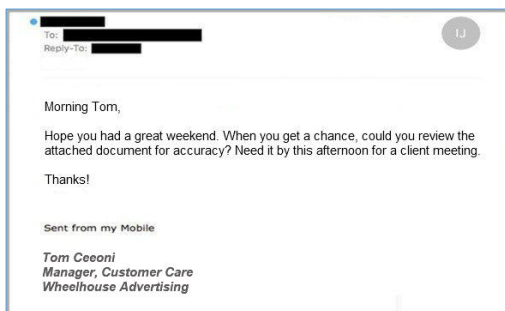 To:
IJ
Reply-To:
Morning Tom,
Hope you had a great weekend. When you get a chance, could you review the
attached document for accuracy? Need it by this afternoon for a client meeting.
Thanks!
Sent from my Mobile
Tom Ceeoni
Manager, Customer Care
Wheelhouse Advertising